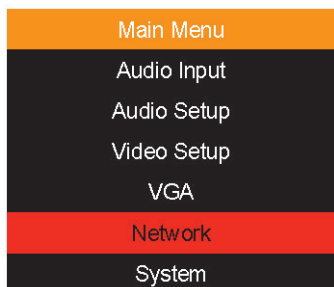 Main Menu
Audio Input
Audio Setup
Video Setup
VGA
Network
System